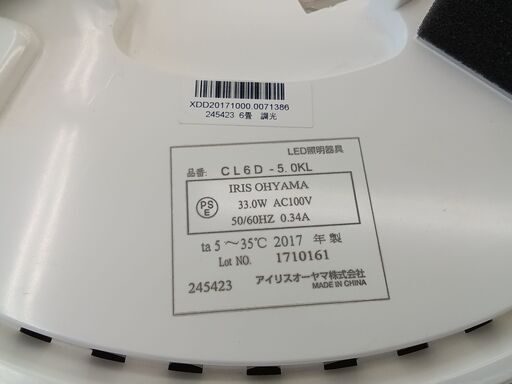 XDD20171000.0071386
245423 6畳 調光
LED照明器具
品番: CL6D-5.0KL
PS
E
IRIS OHYAMA
33.0W AC100V
50/60HZ 0.34A
ta 5 ～35℃ 2017 年製
LOT NO. 1710161
245423 アイリスオーヤマ株式会社
MADE IN CHINA